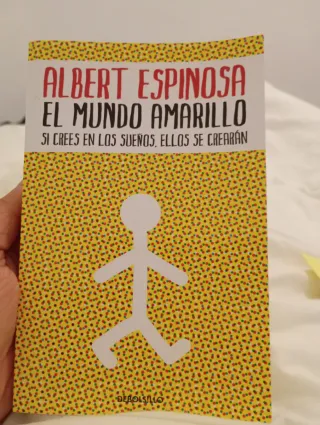 ALBERT ESPINOSA
EL MUNDO AMARILLO
SI CREES EN LOS SUEÑOS, ELLOS SE CREARÁN
DEBOLSILLO